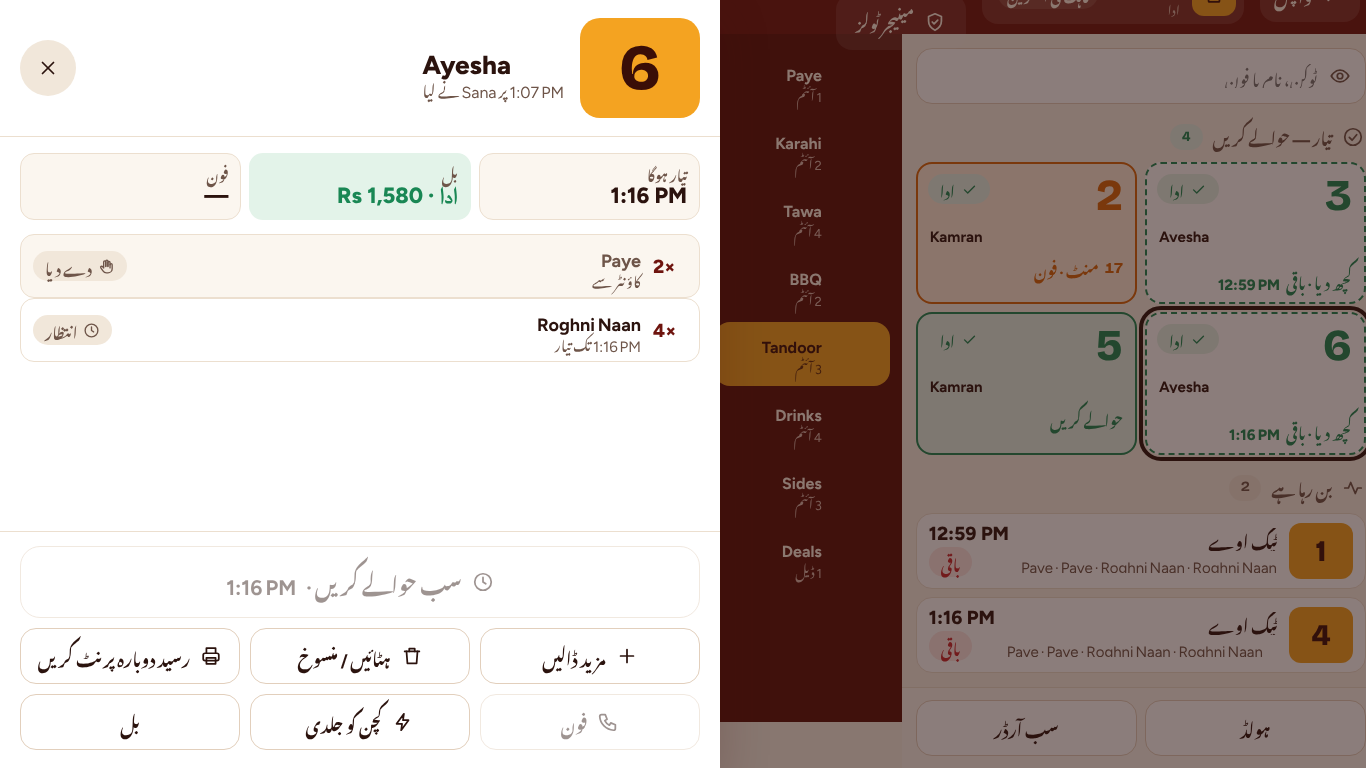 6
Ayesha
1:07 PM پر Sana نے لیا
تیار ہوگا
1:16 PM
بل
ادا · Rs 1,580
فون
—
2×
Paye
کاؤنٹر سے
دے دیا
4×
Roghni Naan
1:16 PM تک تیار
انتظار
سب حوالے کریں · 1:16 PM
مزید ڈالیں
ہٹائیں / منسوخ
رسید دوبارہ پرنٹ کریں
فون
کچن کو جلدی
بل
مینیجر ٹولز
ادا
Paye
1 آئٹم
Karahi
2 آئٹم
Tawa
4 آئٹم
BBQ
2 آئٹم
Tandoor
3 آئٹم
Drinks
4 آئٹم
Sides
3 آئٹم
Deals
1 ڈیل
ٹوکن، نام یا فون
تیار — حوالے کریں
4
3
ادا
Ayesha
کچھ دیا · باقی 12:59 PM
2
ادا
Kamran
17 منٹ · فون
6
ادا
Ayesha
کچھ دیا · باقی 1:16 PM
5
ادا
Kamran
حوالے کریں
بن رہا ہے
2
1
ٹیک اوے
12:59 PM
Paye · Paye · Roghni Naan · Roghni Naan
باقی
4
ٹیک اوے
1:16 PM
Paye · Paye · Roghni Naan · Roghni Naan
باقی
ہولڈ
سب آرڈر